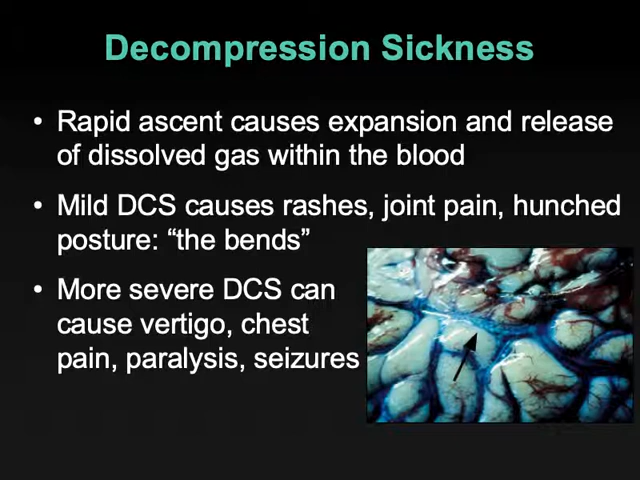 Decompression Sickness
• Rapid ascent causes expansion and release
of dissolved gas within the blood
• Mild DCS causes rashes, joint pain, hunched
posture: “the bends”
• More severe DCS can
cause vertigo, chest
pain, paralysis, seizures